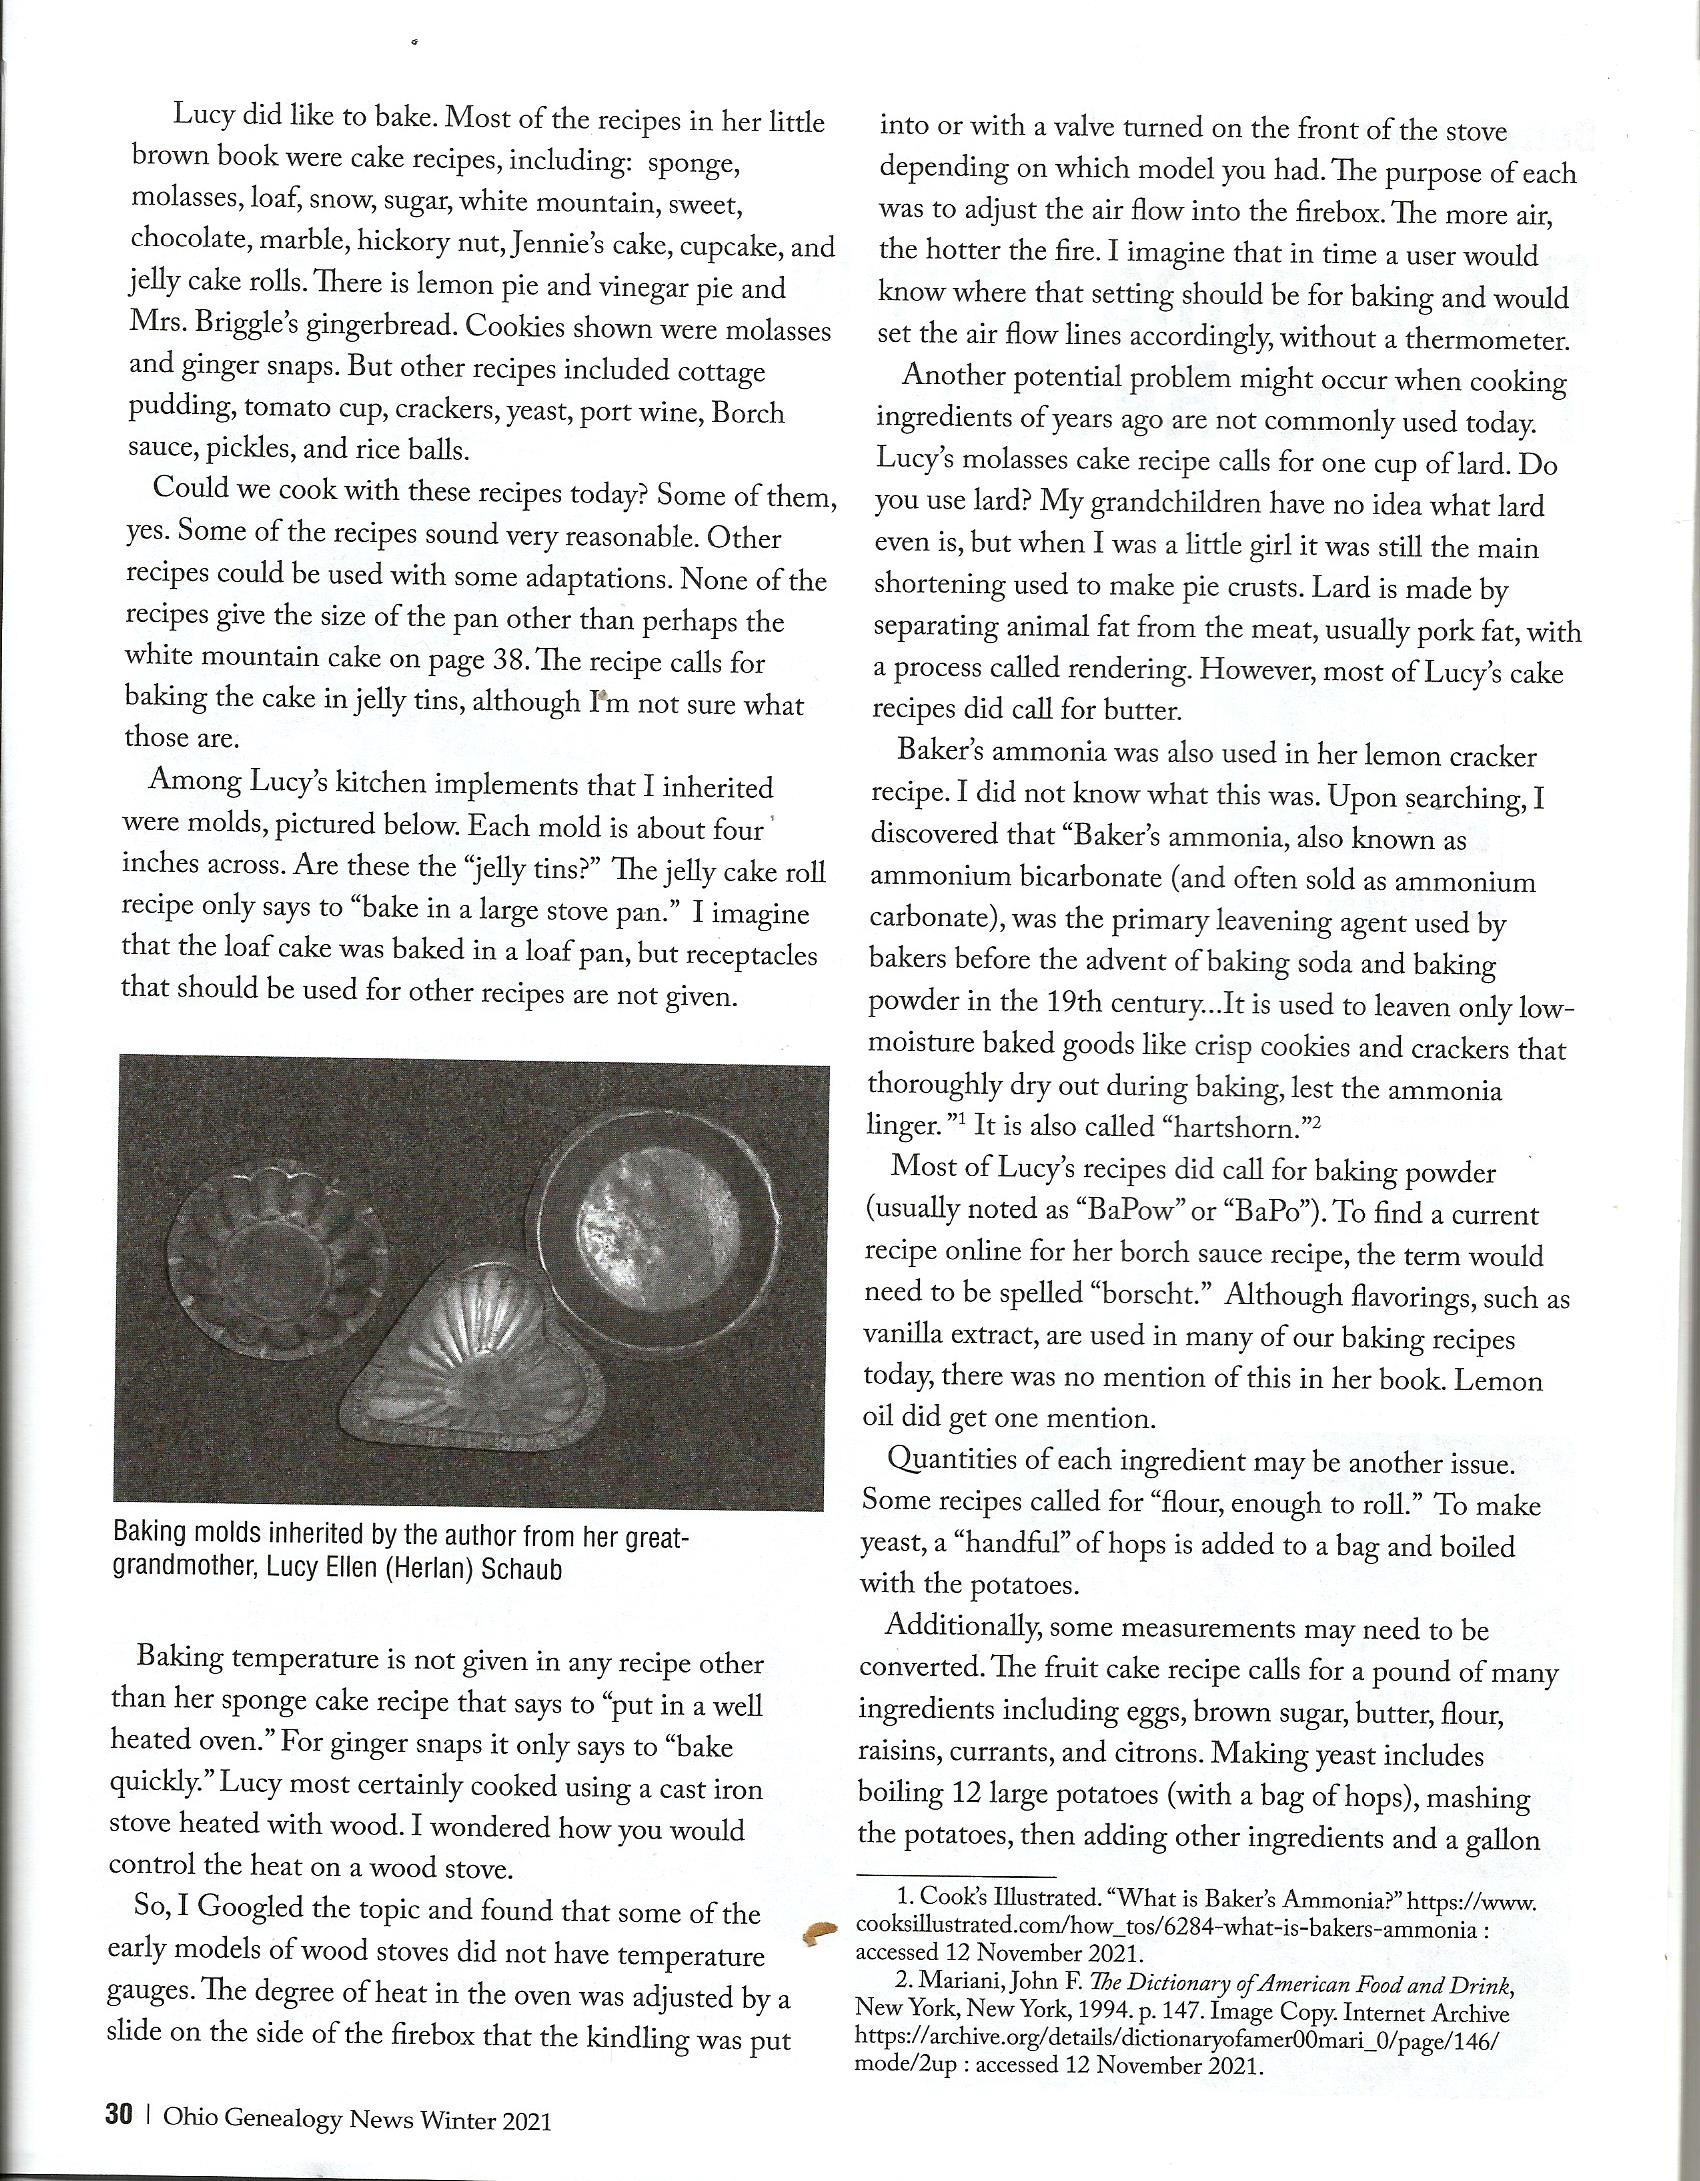 Lucy did like to bake. Most of the recipes in her little
brown book were cake recipes, including:  sponge,
molasses, loaf, snow, sugar, white mountain, sweet,
chocolate, marble, hickory nut, Jennie’s cake, cupcake, and
jelly cake rolls. There is lemon pie and vinegar pie and
Mrs. Briggle’s gingerbread. Cookies shown were molasses
and ginger snaps. But other recipes included cottage
pudding, tomato cup, crackers, yeast, port wine, Borch
sauce, pickles, and rice balls.
Could we cook with these recipes today? Some of them,
yes. Some of the recipes sound very reasonable. Other
recipes could be used with some adaptations. None of the
recipes give the size of the pan other than perhaps the
white mountain cake on page 38. The recipe calls for
baking the cake in jelly tins, although I’m not sure what
those are.
Among Lucy’s kitchen implements that I inherited
were molds, pictured below. Each mold is about four
inches across. Are these the “jelly tins?” The jelly cake roll
recipe only says to “bake in a large stove pan.”  I imagine
that the loaf cake was baked in a loaf pan, but receptacles
that should be used for other recipes are not given.
Baking molds inherited by the author from her great-
grandmother, Lucy Ellen (Herlan) Schaub
Baking temperature is not given in any recipe other
than her sponge cake recipe that says to “put in a well
heated oven.” For ginger snaps it only says to “bake
quickly.” Lucy most certainly cooked using a cast iron
stove heated with wood. I wondered how you would
control the heat on a wood stove.
So, I Googled the topic and found that some of the
early models of wood stoves did not have temperature
gauges. The degree of heat in the oven was adjusted by a
slide on the side of the firebox that the kindling was put
into or with a valve turned on the front of the stove
depending on which model you had. The purpose of each
was to adjust the air flow into the firebox. The more air,
the hotter the fire. I imagine that in time a user would
know where that setting should be for baking and would
set the air flow lines accordingly, without a thermometer.
Another potential problem might occur when cooking
ingredients of years ago are not commonly used today.
Lucy’s molasses cake recipe calls for one cup of lard. Do
you use lard? My grandchildren have no idea what lard
even is, but when I was a little girl it was still the main
shortening used to make pie crusts. Lard is made by
separating animal fat from the meat, usually pork fat, with
a process called rendering. However, most of Lucy’s cake
recipes did call for butter.
Baker’s ammonia was also used in her lemon cracker
recipe. I did not know what this was. Upon searching, I
discovered that “Baker’s ammonia, also known as
ammonium bicarbonate (and often sold as ammonium
carbonate), was the primary leavening agent used by
bakers before the advent of baking soda and baking
powder in the 19th century...It is used to leaven only low-
moisture baked goods like crisp cookies and crackers that
thoroughly dry out during baking, lest the ammonia
linger.”¹ It is also called “hartshorn.”²
Most of Lucy’s recipes did call for baking powder
(usually noted as “BaPow” or “BaPo”). To find a current
recipe online for her borch sauce recipe, the term would
need to be spelled “borscht.”  Although flavorings, such as
vanilla extract, are used in many of our baking recipes
today, there was no mention of this in her book. Lemon
oil did get one mention.
Quantities of each ingredient may be another issue.
Some recipes called for “flour, enough to roll.”  To make
yeast, a “handful” of hops is added to a bag and boiled
with the potatoes.
Additionally, some measurements may need to be
converted. The fruit cake recipe calls for a pound of many
ingredients including eggs, brown sugar, butter, flour,
raisins, currants, and citrons. Making yeast includes
boiling 12 large potatoes (with a bag of hops), mashing
the potatoes, then adding other ingredients and a gallon
1. Cook’s Illustrated. “What is Baker’s Ammonia?” https://www.
cooksillustrated.com/how_tos/6284-what-is-bakers-ammonia :
accessed 12 November 2021.
2. Mariani, John F. The Dictionary of American Food and Drink,
New York, New York, 1994. p. 147. Image Copy. Internet Archive
https://archive.org/details/dictionaryofamer00mari_0/page/146/
mode/2up : accessed 12 November 2021.
30 | Ohio Genealogy News Winter 2021